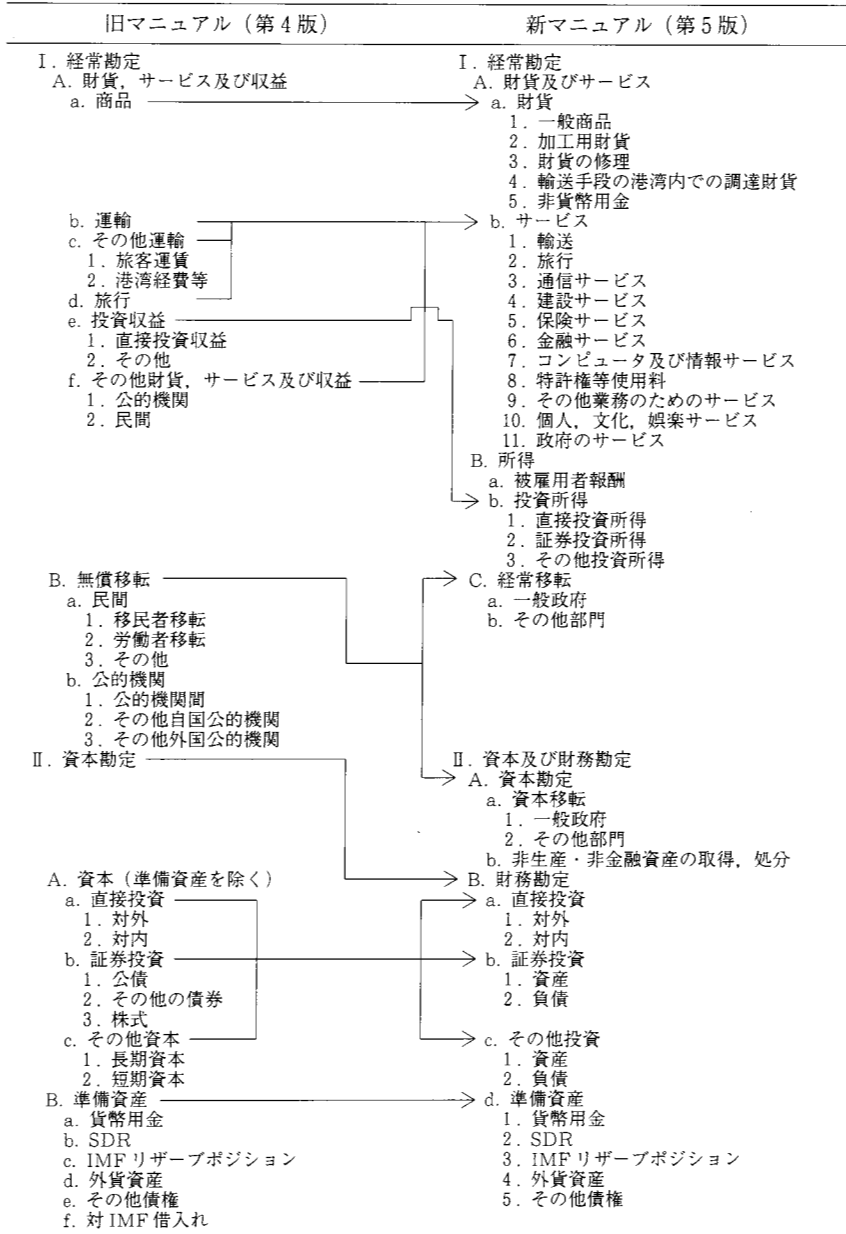 旧マニュアル（第4版）
Ⅰ. 経常勘定
A. 財貨，サービス及び収益
a. 商品
b. 運輸
c. その他運輸
1. 旅客運賃
2. 港湾経費等
d. 旅行
e. 投資収益
1. 直接投資収益
2. その他
f. その他財貨，サービス及び収益
1. 公的機関
2. 民間
B. 無償移転
a. 民間
1. 移民者移転
2. 労働者移転
3. その他
b. 公的機関
1. 公的機関間
2. その他自国公的機関
3. その他外国公的機関
Ⅱ. 資本勘定
A. 資本（準備資産を除く）
a. 直接投資
1. 対外
2. 対内
b. 証券投資
1. 公債
2. その他の債券
3. 株式
c. その他資本
1. 長期資本
2. 短期資本
B. 準備資産
a. 貨幣用金
b. SDR
c. IMFリザーブポジション
d. 外貨資産
e. その他債権
f. 対IMF借入れ
新マニュアル（第5版）
Ⅰ. 経常勘定
A. 財貨及びサービス
a. 財貨
1. 一般商品
2. 加工用財貨
3. 財貨の修理
4. 輸送手段の港湾内での調達財貨
5. 非貨幣用金
b. サービス
1. 輸送
2. 旅行
3. 通信サービス
4. 建設サービス
5. 保険サービス
6. 金融サービス
7. コンピュータ及び情報サービス
8. 特許権等使用料
9. その他業務のためのサービス
10. 個人，文化，娯楽サービス
11. 政府のサービス
B. 所得
a. 被雇用者報酬
b. 投資所得
1. 直接投資所得
2. 証券投資所得
3. その他投資所得
C. 経常移転
a. 一般政府
b. その他部門
Ⅱ. 資本及び財務勘定
A. 資本勘定
a. 資本移転
1. 一般政府
2. その他部門
b. 非生産・非金融資産の取得，処分
B. 財務勘定
a. 直接投資
1. 対外
2. 対内
b. 証券投資
1. 資産
2. 負債
c. その他投資
1. 資産
2. 負債
d. 準備資産
1. 貨幣用金
2. SDR
3. IMFリザーブポジション
4. 外貨資産
5. その他債権